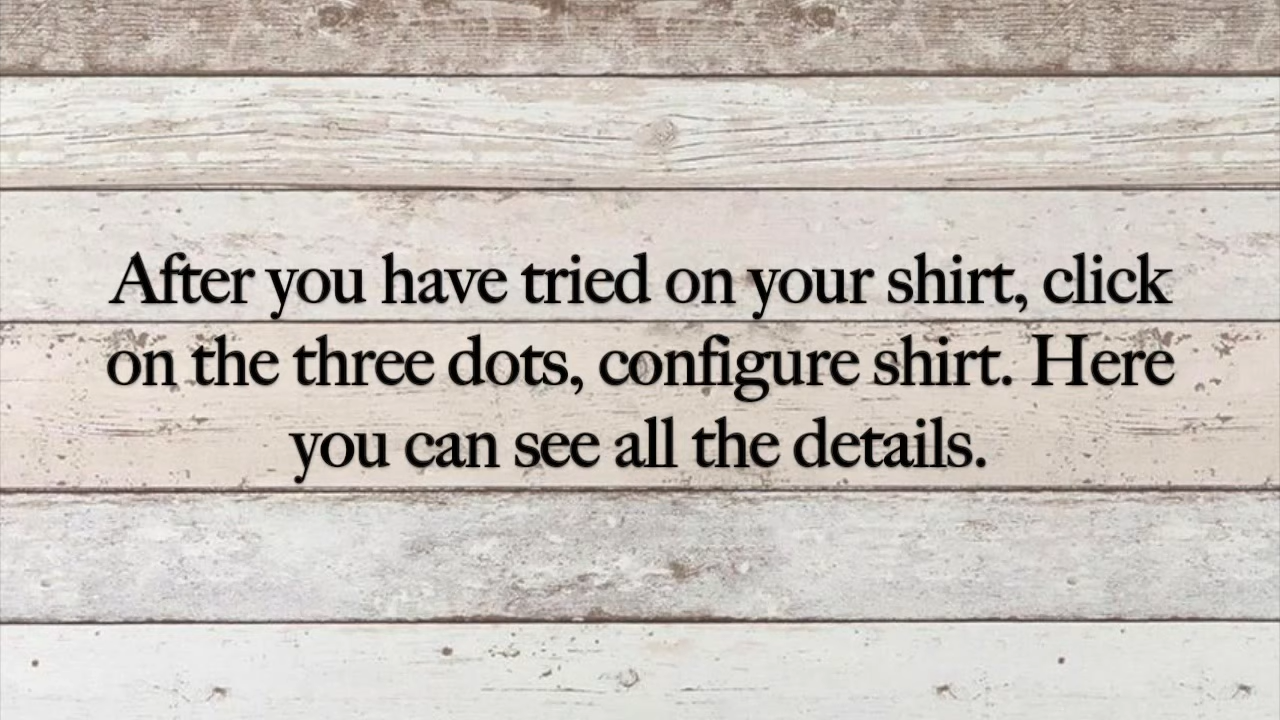 After you have tried on your shirt, click
on the three dots, configure shirt. Here
you can see all the details.